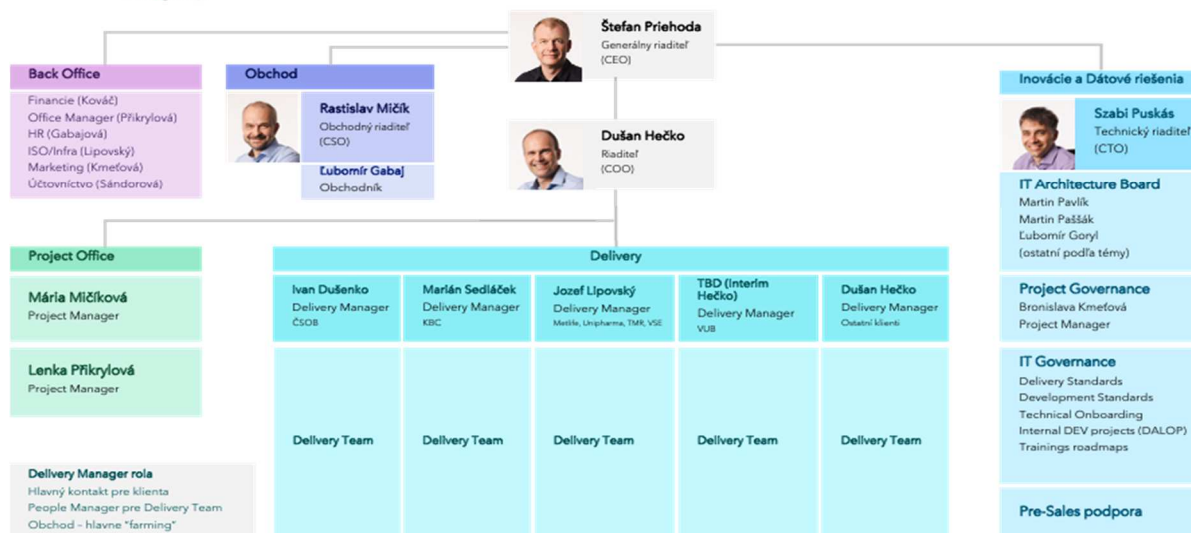 Štefan Priehoda
Generálny riaditeľ
(CEO)
Back Office
Financie (Kováč)
Office Manager (Přikrylová)
HR (Gabajová)
ISO/Infra (Lipovský)
Marketing (Kmeťová)
Účtovníctvo (Sándorová)
Obchod
Rastislav Mičík
Obchodný riaditeľ
(CSO)
Ľubomír Gabaj
Obchodník
Dušan Hečko
Riaditeľ
(COO)
Inovácie a Dátové riešenia
Szabi Puskás
Technický riaditeľ
(CTO)
IT Architecture Board
Martin Pavlík
Martin Paššák
Ľubomír Goryl
(ostatní podľa témy)
Project Governance
Bronislava Kmeťová
Project Manager
IT Governance
Delivery Standards
Development Standards
Technical Onboarding
Internal DEV projects (DALOP)
Trainings roadmaps
Pre-Sales podpora
Project Office
Mária Mičíková
Project Manager
Lenka Přikrylová
Project Manager
Delivery
Ivan Dušenko
Delivery Manager
ČSOB
Marián Sedláček
Delivery Manager
KBC
Jozef Lipovský
Delivery Manager
Metlife, Unipharma, TMR, VSE
TBD (Interim
Hečko)
Delivery Manager
VUB
Dušan Hečko
Delivery Manager
Ostatní klienti
Delivery Team
Delivery Team
Delivery Team
Delivery Team
Delivery Team
Delivery Manager rola
Hlavný kontakt pre klienta
People Manager pre Delivery Team
Obchod – hlavne "farming"